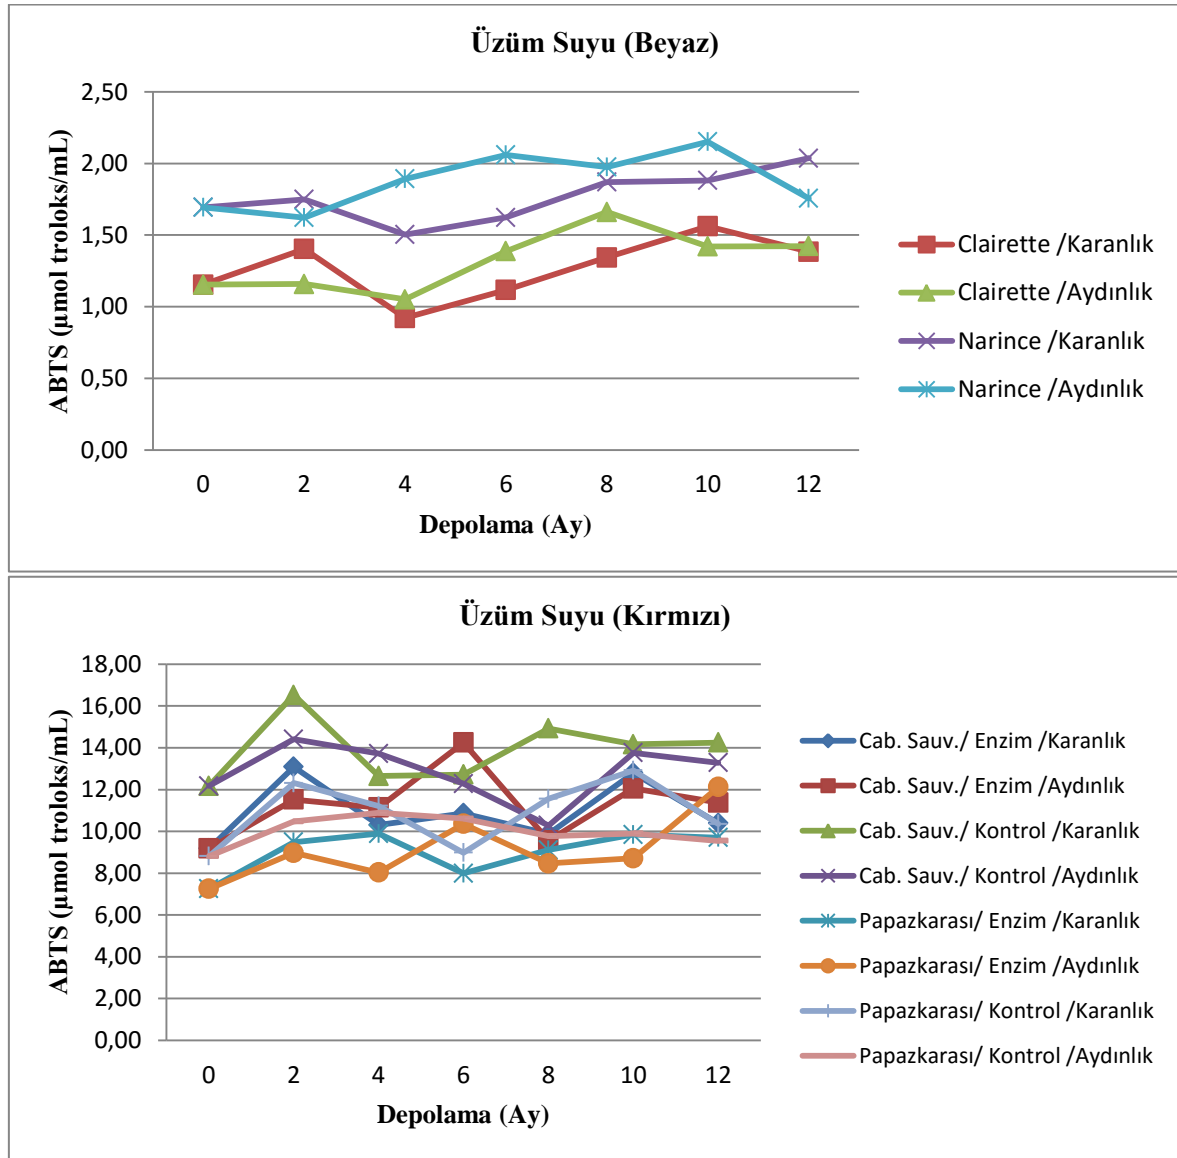 Üzüm Suyu (Beyaz)
ABTS (µmol troloks/mL)
2,50
2,00
1,50
1,00
0,50
0,00
0 2 4 6 8 10 12
Depolama (Ay)
Clairette /Karanlık
Clairette /Aydınlık
Narince /Karanlık
Narince /Aydınlık
Üzüm Suyu (Kırmızı)
ABTS (µmol troloks/mL)
18,00
16,00
14,00
12,00
10,00
8,00
6,00
4,00
2,00
0,00
0 2 4 6 8 10 12
Depolama (Ay)
Cab. Sauv./ Enzim /Karanlık
Cab. Sauv./ Enzim /Aydınlık
Cab. Sauv./ Kontrol /Karanlık
Cab. Sauv./ Kontrol /Aydınlık
Papazkarası/ Enzim /Karanlık
Papazkarası/ Enzim /Aydınlık
Papazkarası/ Kontrol /Karanlık
Papazkarası/ Kontrol /Aydınlık